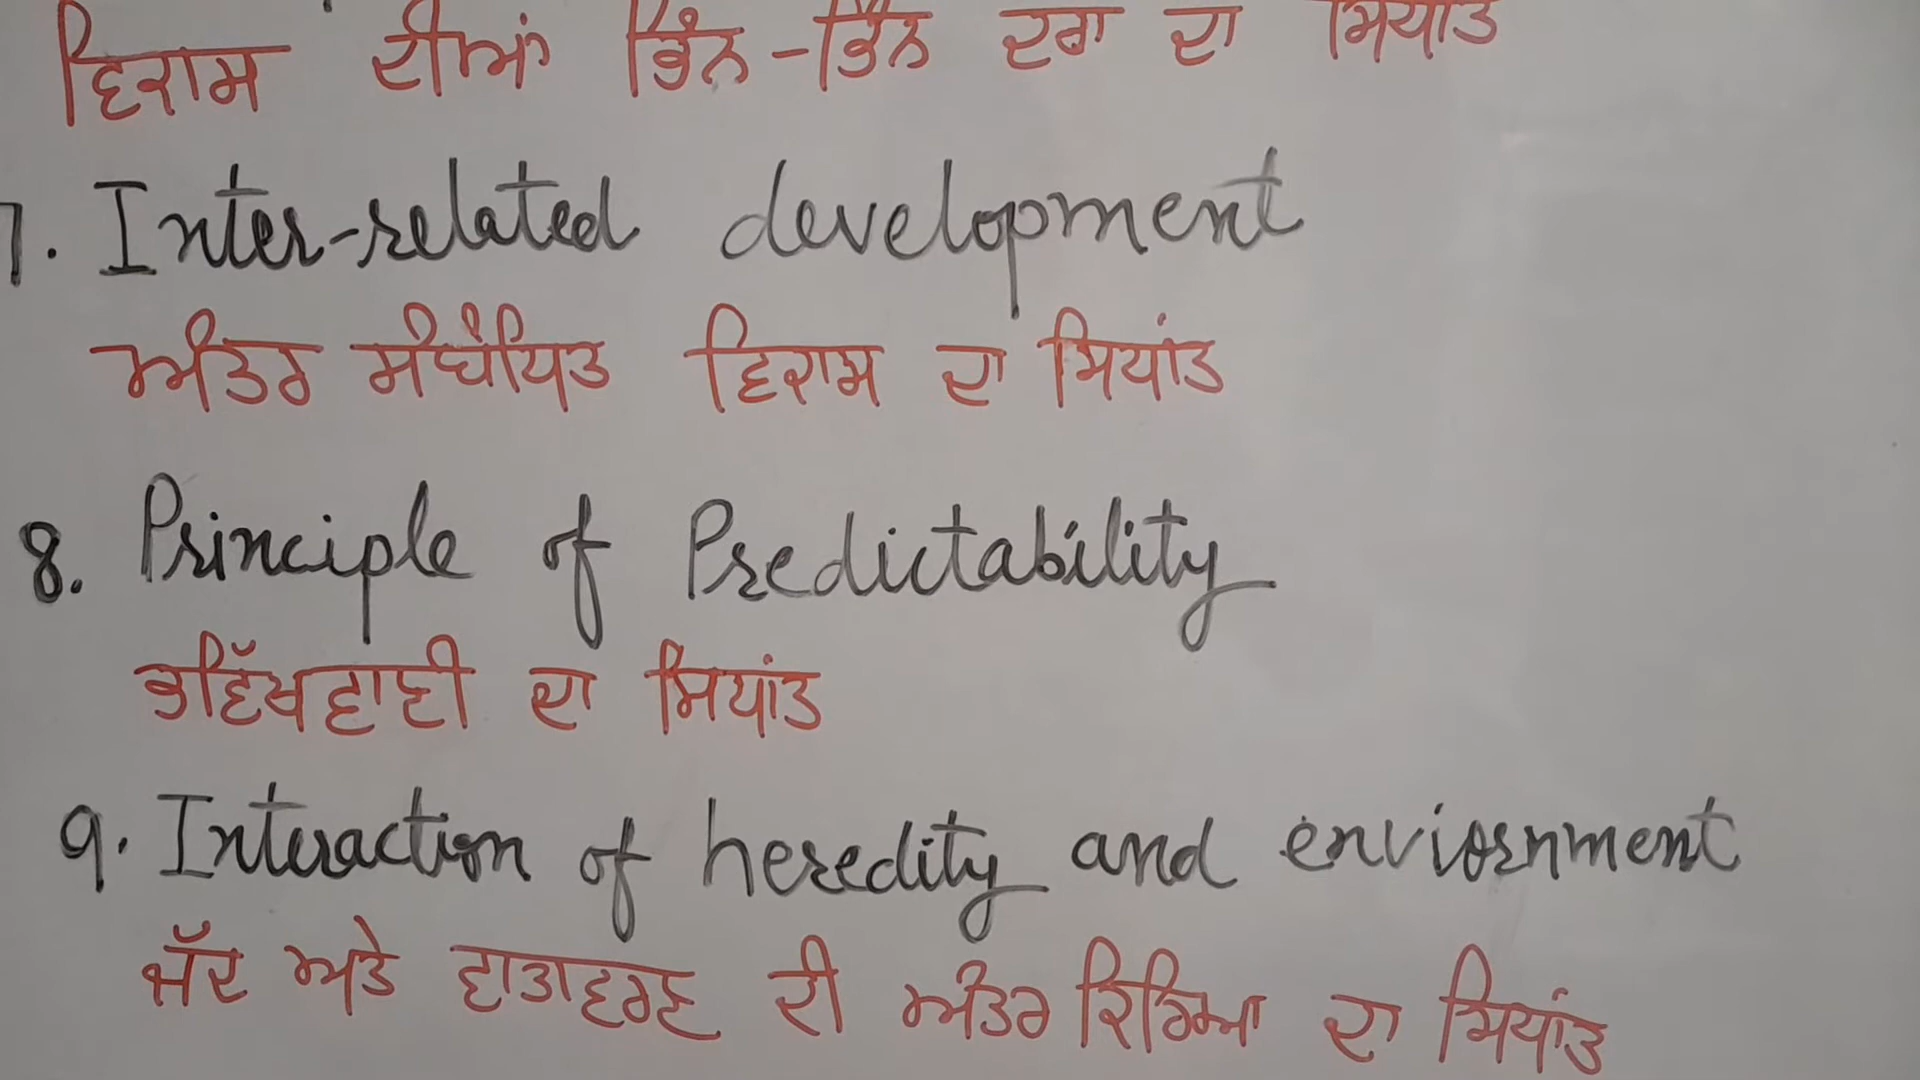 ਵਿਕਾਸ ਦੀਆਂ ਭਿੰਨ-ਭਿੰਨ ਦਰਾਂ ਦਾ ਸਿਧਾਂਤ
7. Inter-related development
ਅੰਤਰ ਸੰਬੰਧਿਤ ਵਿਕਾਸ ਦਾ ਸਿਧਾਂਤ
8. Principle of Predictability
ਭਵਿੱਖਵਾਣੀ ਦਾ ਸਿਧਾਂਤ
9. Interaction of heredity and enviornment
ਜੱਦ ਅਤੇ ਵਾਤਾਵਰਣ ਦੀ ਅੰਤਰ ਕਿਰਿਆ ਦਾ ਸਿਧਾਂਤ